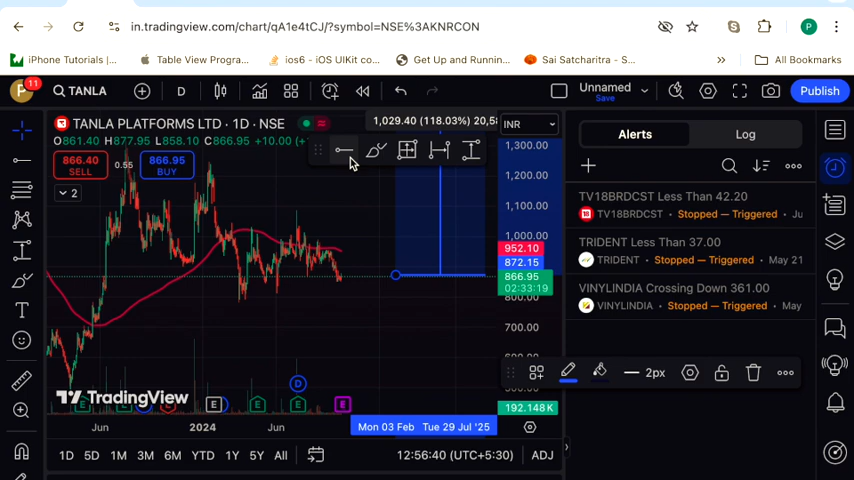 in.tradingview.com/chart/qA1e4tCJ/?symbol=NSE%3AKNRCON
P
iPhone Tutorials |...
Table View Progra...
ios6 - iOS UIKit co...
Get Up and Runnin...
Sai Satcharitra - S...
»
All Bookmarks
P
11
TANLA
D
Unnamed
Save
Publish
TANLA PLATFORMS LTD · 1D · NSE
1,029.40 (118.03%) 20,58
INR
O861.40 H877.95 L858.10 C866.95 +10.00 (+
866.40
SELL
0.55
866.95
BUY
2
1,300.00
1,200.00
1,100.00
1,000.00
952.10
872.15
866.95
02:33:19
800.00
700.00
600.00
192.148K
TradingView
D
E
E
E
E
E
Jun
2024
Jun
Mon 03 Feb
Tue 29 Jul '25
1D
5D
1M
3M
6M
YTD
1Y
5Y
All
12:56:40 (UTC+5:30)
ADJ
Alerts
Log
TV18BRDCST Less Than 42.20
TV18BRDCST • Stopped — Triggered • Ju
TRIDENT Less Than 37.00
TRIDENT • Stopped — Triggered • May 21
VINYLINDIA Crossing Down 361.00
VINYLINDIA • Stopped — Triggered • May
2px